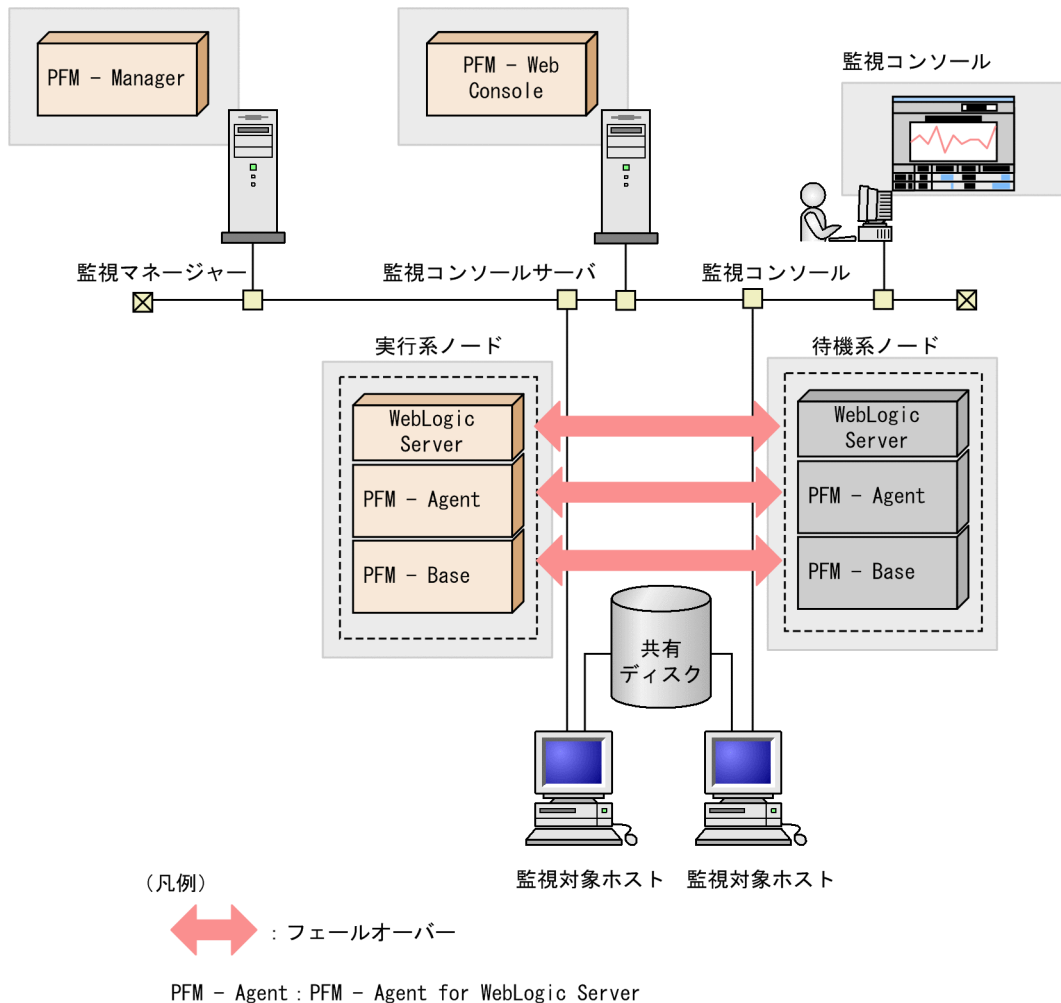 PFM − Manager
PFM − Web
Console
監視コンソール
監視マネージャー
監視コンソールサーバ
監視コンソール
実行系ノード
待機系ノード
WebLogic
Server
PFM − Agent
PFM − Base
WebLogic
Server
PFM − Agent
PFM − Base
共有
ディスク
監視対象ホスト
監視対象ホスト
（凡例）
：フェールオーバー
PFM − Agent：PFM − Agent for WebLogic Server